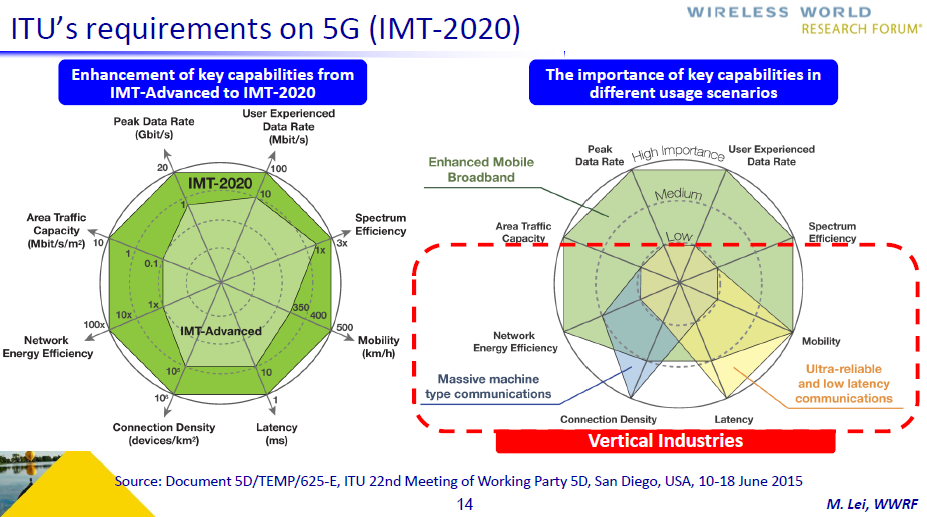 ITU's requirements on 5G (IMT-2020)
WIRELESS WORLD
RESEARCH FORUM®
Enhancement of key capabilities from
IMT-Advanced to IMT-2020
Peak Data Rate
(Gbit/s)
User Experienced
Data Rate
(Mbit/s)
20
100
IMT-2020
1
10
Area Traffic
Capacity
(Mbit/s/m²)
10
1
0.1
Spectrum
Efficiency
1x
3x
1x
10x
100x
Network
Energy Efficiency
IMT-Advanced
350
400
500
Mobility
(km/h)
10⁵
10⁶
Connection Density
(devices/km²)
10
1
Latency
(ms)
The importance of key capabilities in
different usage scenarios
Enhanced Mobile
Broadband
Peak
Data Rate
High Importance
User Experienced
Data Rate
Medium
Low
Area Traffic
Capacity
Spectrum
Efficiency
Network
Energy Efficiency
Mobility
Massive machine
type communications
Ultra-reliable
and low latency
communications
Connection Density
Latency
Vertical Industries
Source: Document 5D/TEMP/625-E, ITU 22nd Meeting of Working Party 5D, San Diego, USA, 10-18 June 2015
14
M. Lei, WWRF